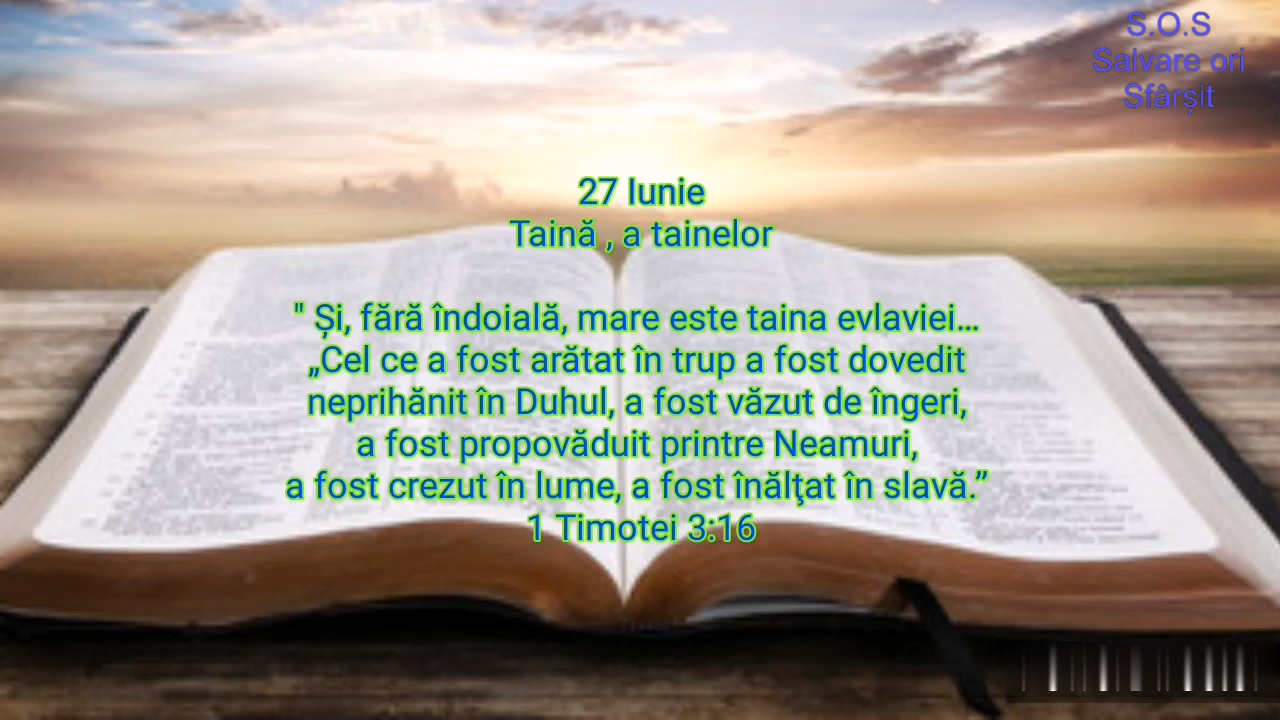 S.O.S
Salvare ori
Sfârșit
27 Iunie
Taină , a tainelor
" Și, fără îndoială, mare este taina evlaviei...
„Cel ce a fost arătat în trup a fost dovedit
neprihănit în Duhul, a fost văzut de îngeri,
a fost propovăduit printre Neamuri,
a fost crezut în lume, a fost înălţat în slavă.”
1 Timotei 3:16